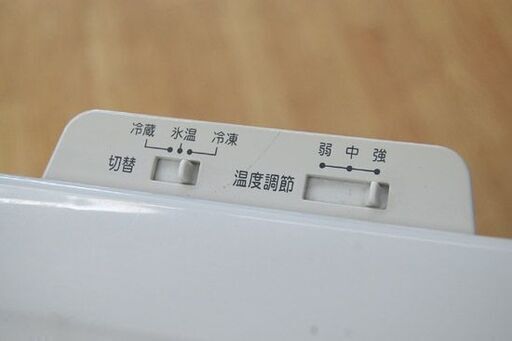 冷蔵 氷温 冷凍
切替
弱 中 強
温度調節